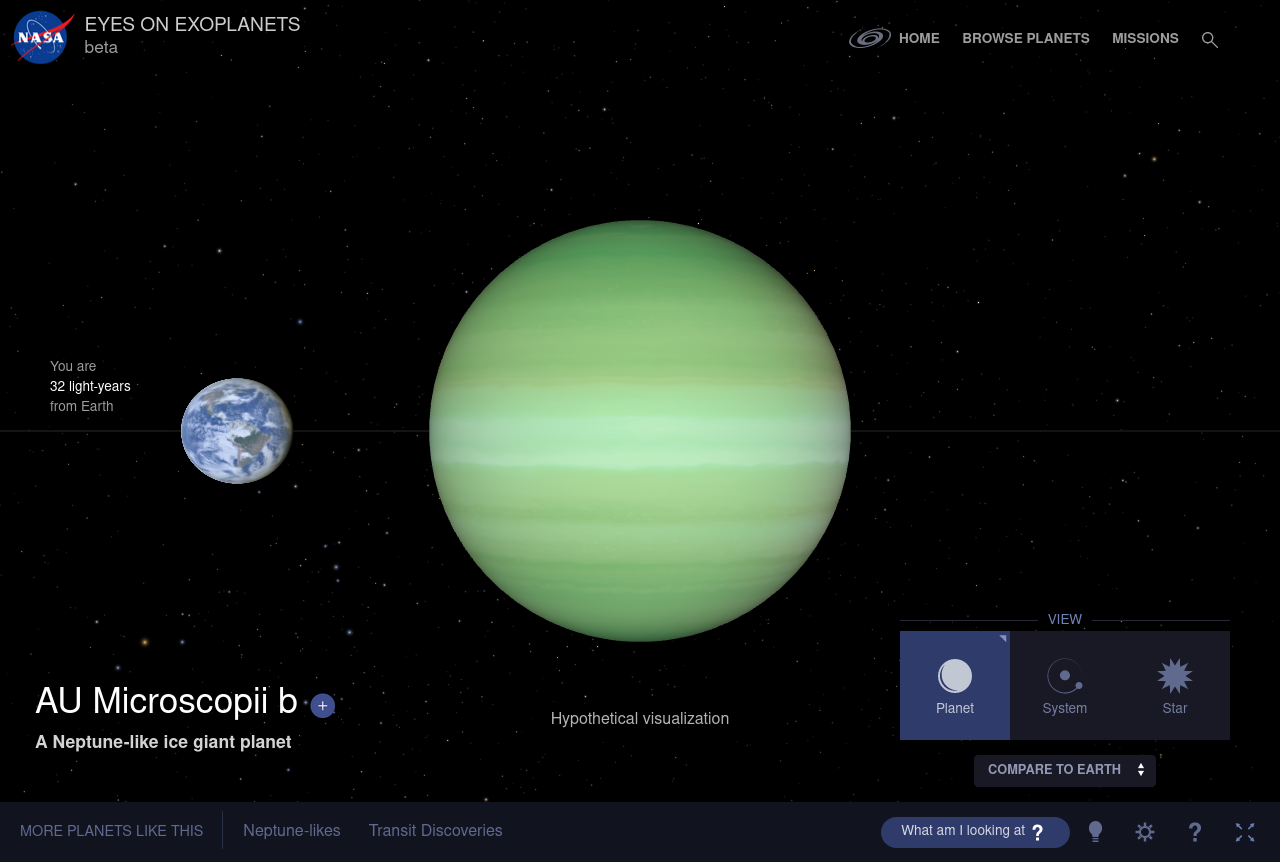 NASA
EYES ON EXOPLANETS
beta
HOME BROWSE PLANETS MISSIONS
You are
32 light-years
from Earth
VIEW
Planet System Star
AU Microscopii b +
A Neptune-like ice giant planet
Hypothetical visualization
COMPARE TO EARTH
MORE PLANETS LIKE THIS Neptune-likes Transit Discoveries
What am I looking at ? ?